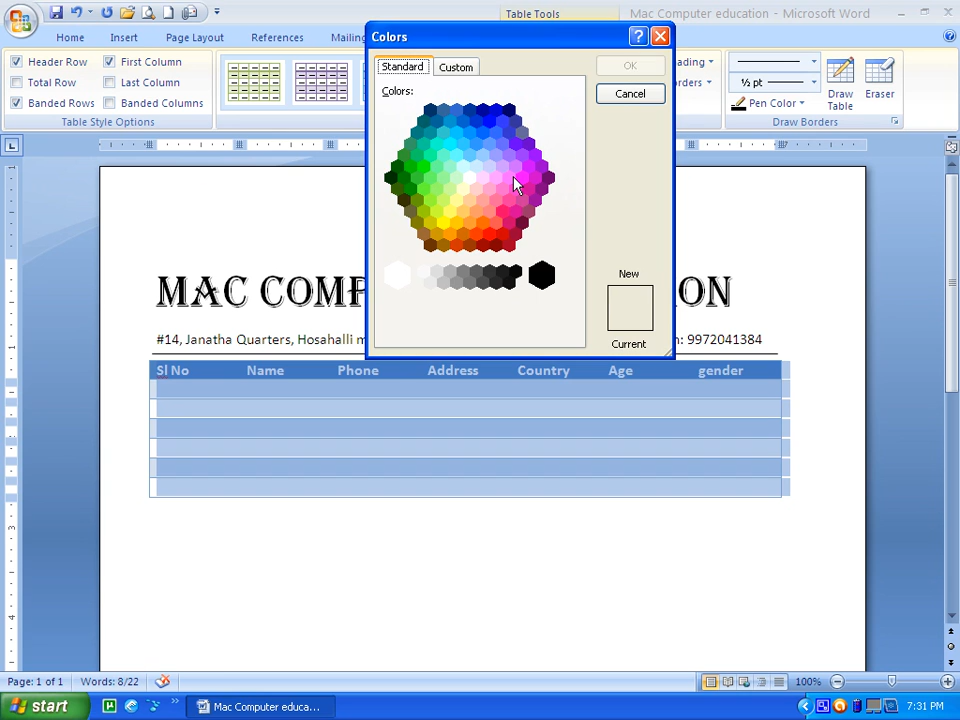 Table Tools
Mac Computer education - Microsoft Word
Home
Insert
Page Layout
References
Mailin
Header Row
First Column
Total Row
Last Column
Banded Rows
Banded Columns
Table Style Options
½ pt
Pen Color
Draw Table
Eraser
Draw Borders
Colors
Standard
Custom
Colors:
OK
Cancel
New
Current
MAC COMP ON
#14, Janatha Quarters, Hosahalli m : 9972041384
Sl No Name Phone Address Country Age gender
Page: 1 of 1
Words: 8/22
100%
start
Mac Computer educa...
7:31 PM